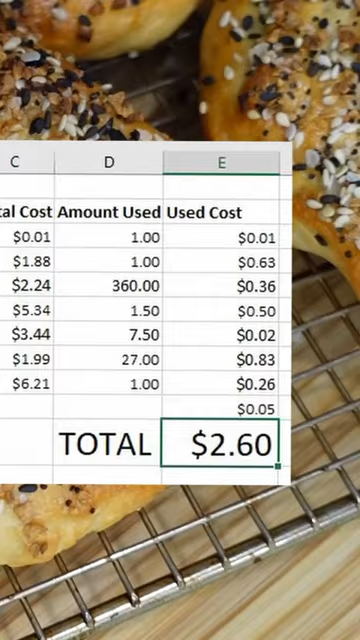 C D E
tal Cost Amount Used Used Cost
$0.01 1.00 $0.01
$1.88 1.00 $0.63
$2.24 360.00 $0.36
$5.34 1.50 $0.50
$3.44 7.50 $0.02
$1.99 27.00 $0.83
$6.21 1.00 $0.26
$0.05
TOTAL $2.60